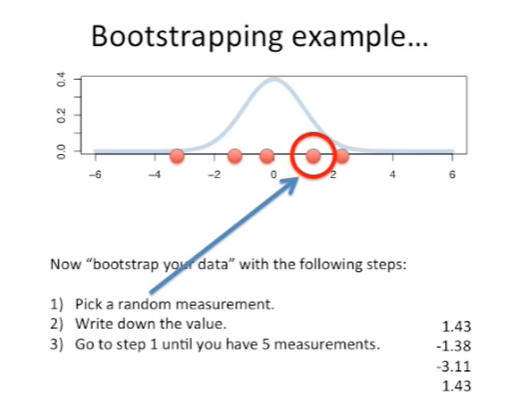 Bootstrapping example...
0.4
0.2
0.0
-6 -4 -2 0 2 4 6
Now "bootstrap your data" with the following steps:
1) Pick a random measurement.
2) Write down the value.
3) Go to step 1 until you have 5 measurements.
1.43
-1.38
-3.11
1.43